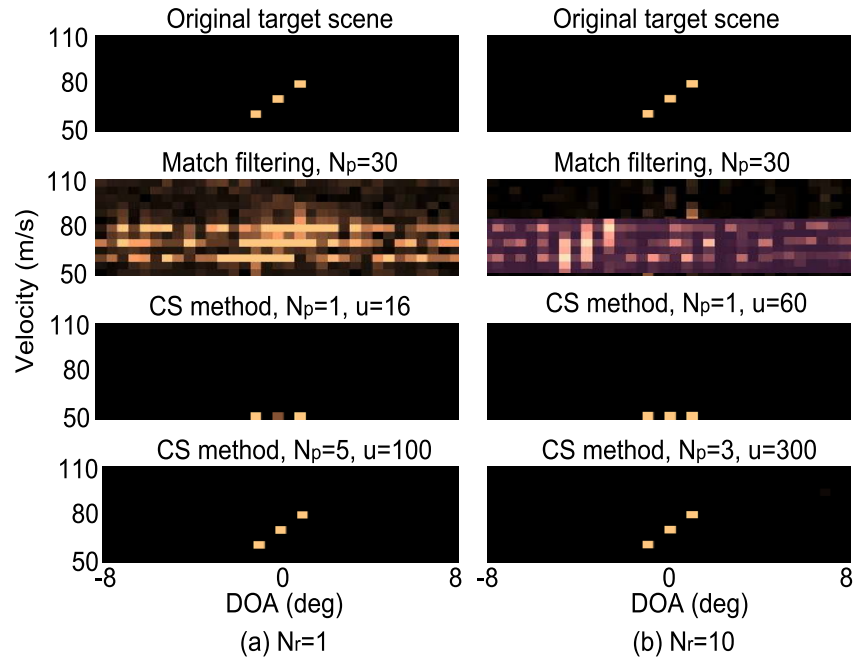 Original target scene
Original target scene
110
80
50
Match filtering, Np=30
Match filtering, Np=30
110
80
50
Velocity (m/s)
CS method, Np=1, u=16
CS method, Np=1, u=60
110
80
50
CS method, Np=5, u=100
CS method, Np=3, u=300
110
80
50
-8 0 8
-8 0 8
DOA (deg)
DOA (deg)
(a) Nr=1
(b) Nr=10